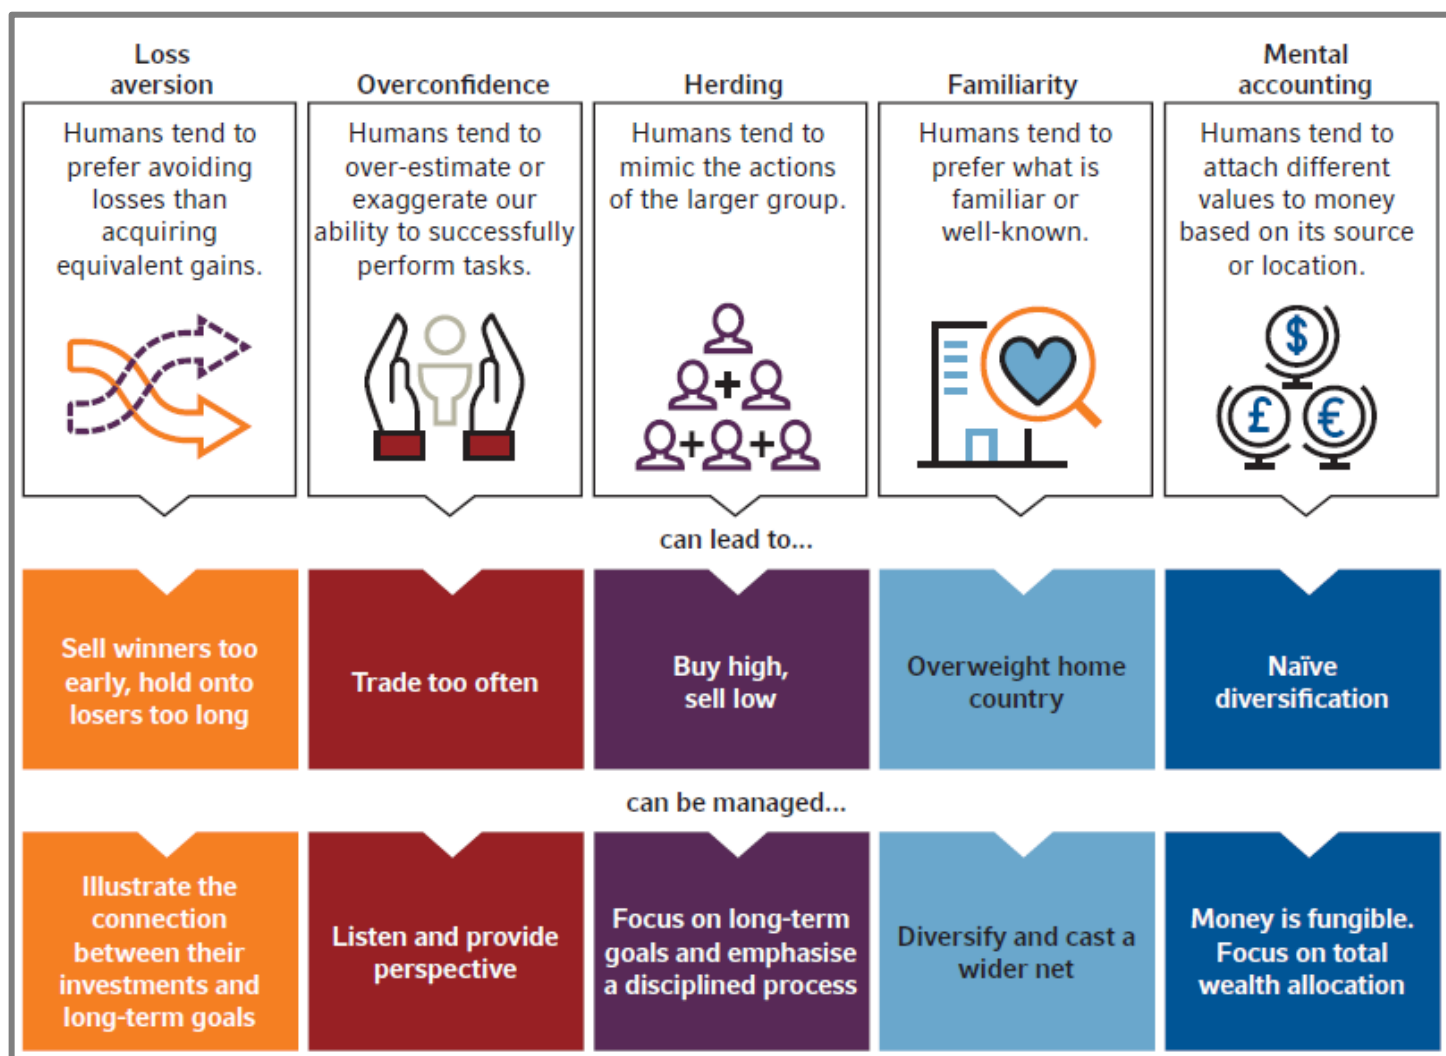 Loss
aversion
Overconfidence
Herding
Familiarity
Mental
accounting
Humans tend to
prefer avoiding
losses than
acquiring
equivalent gains.
Humans tend to
over-estimate or
exaggerate our
ability to successfully
perform tasks.
Humans tend to
mimic the actions
of the larger group.
Humans tend to
prefer what is
familiar or
well-known.
Humans tend to
attach different
values to money
based on its source
or location.
$
£
€
can lead to...
Sell winners too
early, hold onto
losers too long
Trade too often
Buy high,
sell low
Overweight home
country
Naïve
diversification
can be managed...
Illustrate the
connection
between their
investments and
long-term goals
Listen and provide
perspective
Focus on long-term
goals and emphasise
a disciplined process
Diversify and cast a
wider net
Money is fungible.
Focus on total
wealth allocation